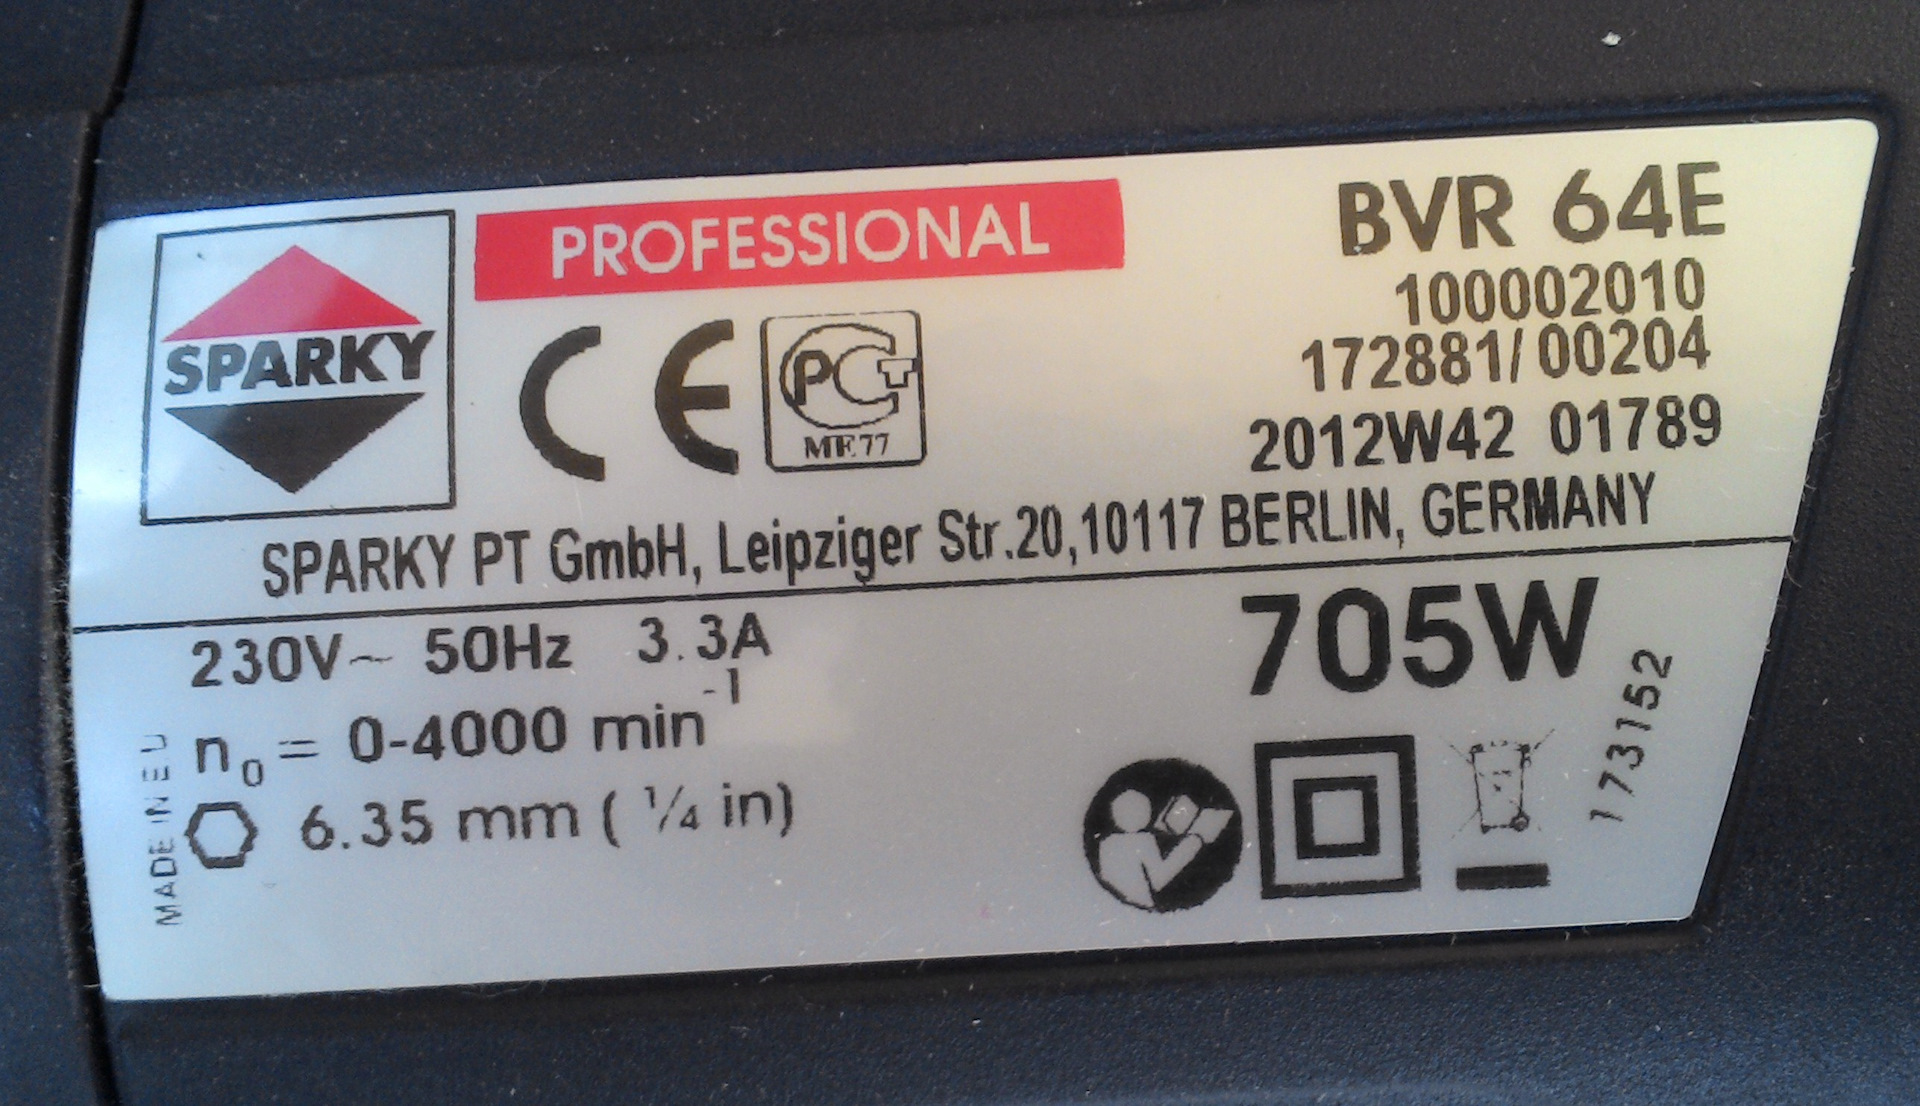 SPARKY
PROFESSIONAL
CE
PCT
ME77
BVR 64E
100002010
172881/00204
2012W42 01789
SPARKY PT GmbH, Leipziger Str.20,10117 BERLIN, GERMANY
230V~ 50Hz 3.3A
705W
n₀ = 0-4000 min⁻¹
6.35 mm (¼ in)
MADE IN EU
173152